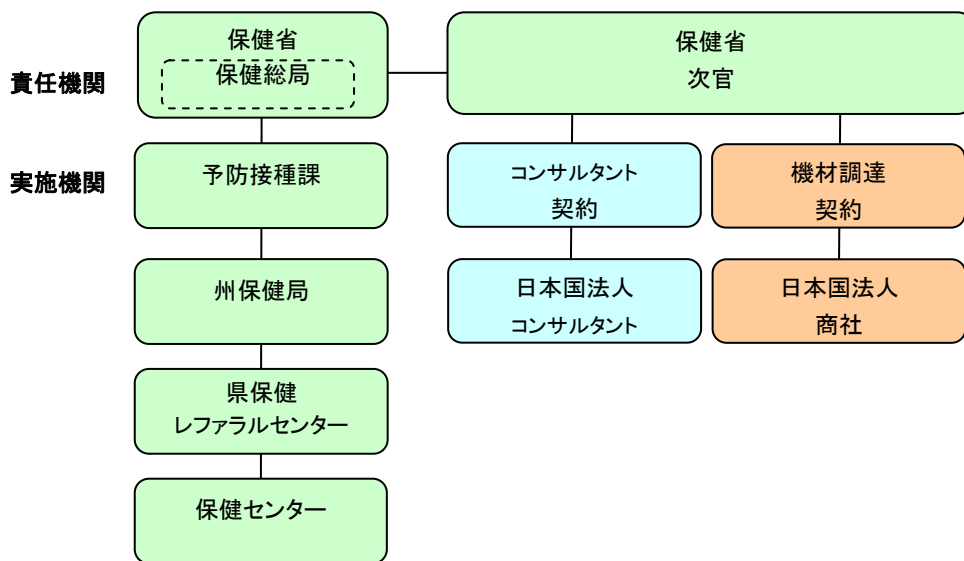 責任機関
保健省
保健総局
保健省
次官
実施機関
予防接種課
コンサルタント
契約
機材調達
契約
州保健局
日本国法人
コンサルタント
日本国法人
商社
県保健
レファラルセンター
保健センター